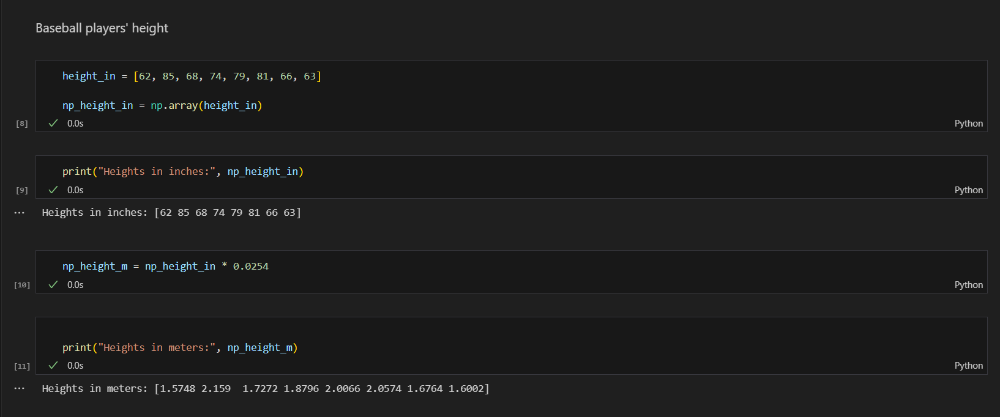 Baseball players' height
height_in = [62, 85, 68, 74, 79, 81, 66, 63]
np_height_in = np.array(height_in)
[8] ✓ 0.0s Python
print("Heights in inches:", np_height_in)
[9] ✓ 0.0s Python
... Heights in inches: [62 85 68 74 79 81 66 63]
np_height_m = np_height_in * 0.0254
[10] ✓ 0.0s Python
print("Heights in meters:", np_height_m)
[11] ✓ 0.0s Python
... Heights in meters: [1.5748 2.159  1.7272 1.8796 2.0066 2.0574 1.6764 1.6002]